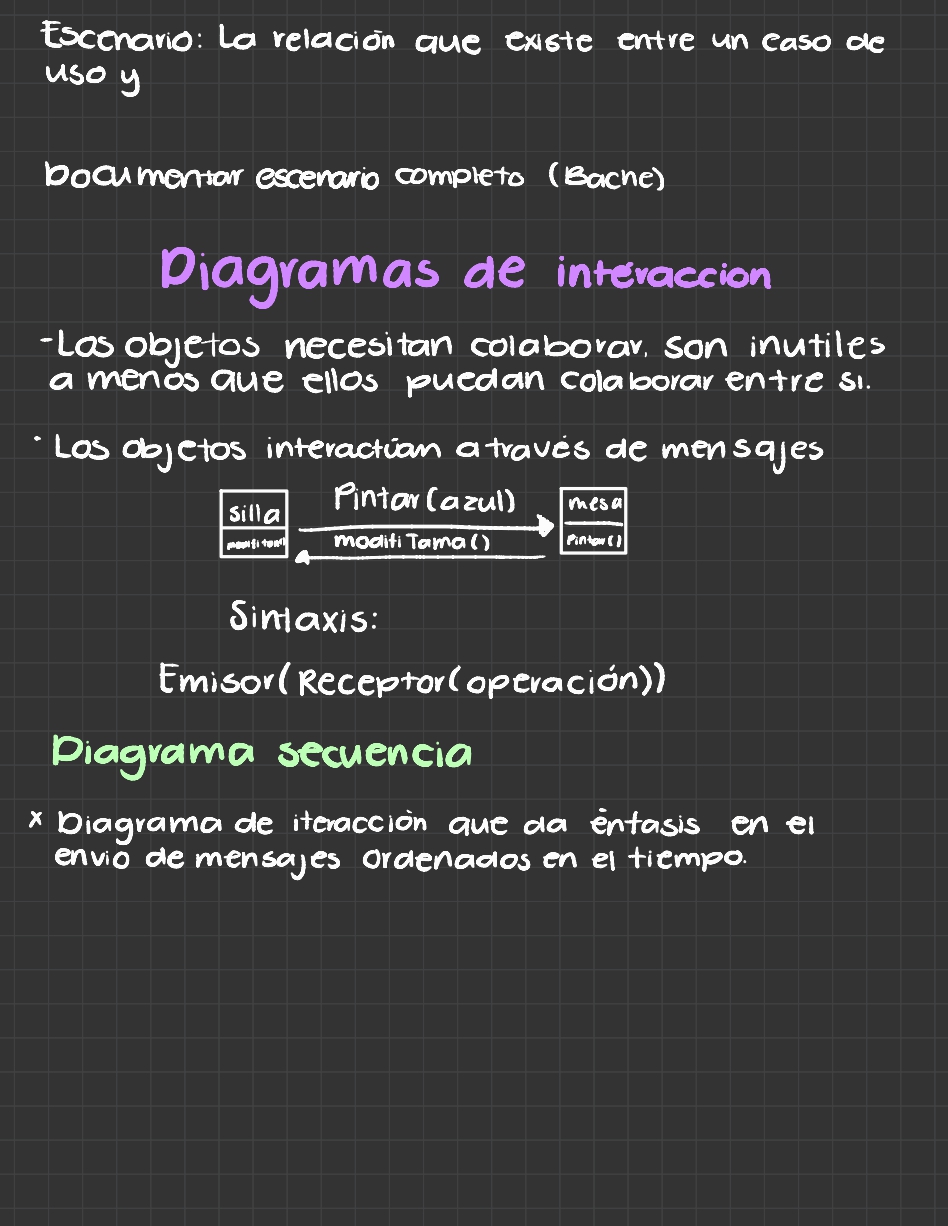 Escenario: La relación que existe entre un caso de
uso y
Documentar escenario completo (Bache)
Diagramas de interaccion
-Los objetos necesitan colaborar. son inutiles
a menos que ellos puedan colaborar entre si.
· Los objetos interactúan a través de mensajes
Pintar(azul)
silla
mesa
modifi Tama()
Pintar()
Sintaxis:
Emisor(Receptor(operación))
Diagrama secuencia
x Diagrama de iteracción que da énfasis en el
envio de mensajes ordenados en el tiempo.